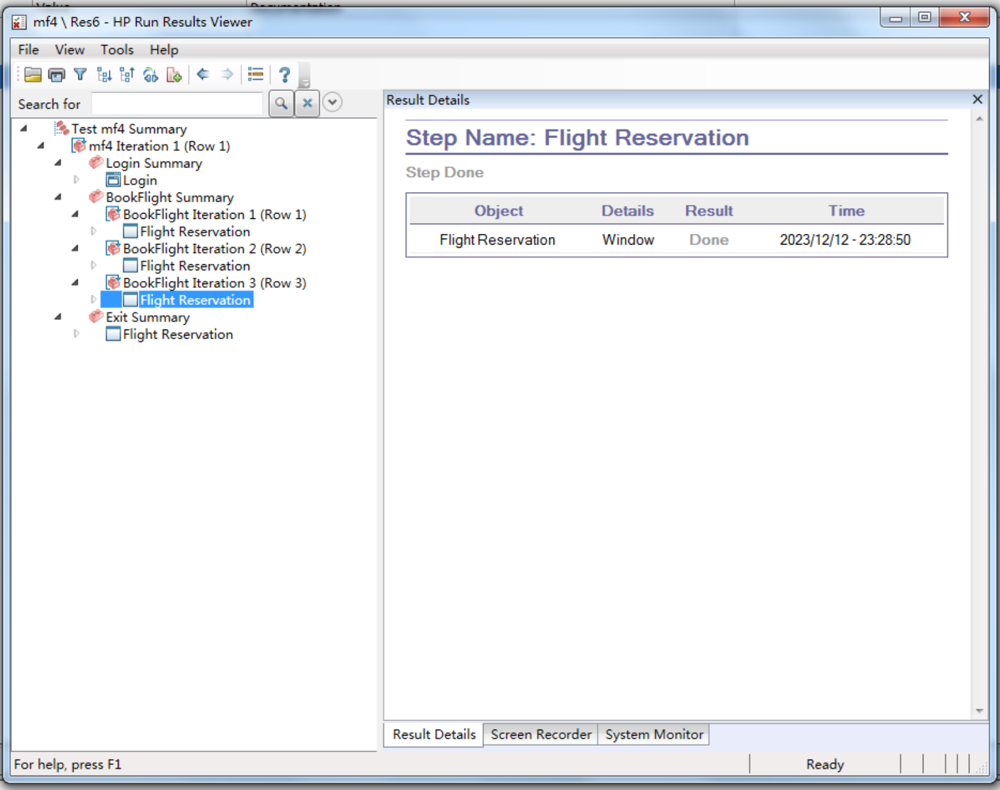 Value Documentation
mf4 \ Res6 - HP Run Results Viewer
File View Tools Help
Search for
Test mf4 Summary
mf4 Iteration 1 (Row 1)
Login Summary
Login
BookFlight Summary
BookFlight Iteration 1 (Row 1)
Flight Reservation
BookFlight Iteration 2 (Row 2)
Flight Reservation
BookFlight Iteration 3 (Row 3)
Flight Reservation
Exit Summary
Flight Reservation
Result Details
Step Name: Flight Reservation
Step Done
Object Details Result Time
Flight Reservation Window Done 2023/12/12 - 23:28:50
Result Details Screen Recorder System Monitor
For help, press F1 Ready